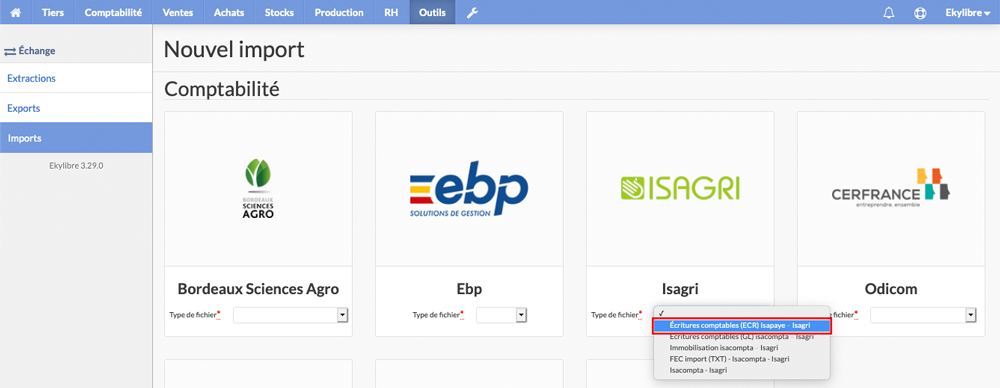 Tiers Comptabilité Ventes Achats Stocks Production RH Outils Ekylibre
Échange
Extractions
Exports
Imports
Ekylibre 3.29.0
Nouvel import
Comptabilité
BORDEAUX
SCIENCES
AGRO
ebp
SOLUTIONS DE GESTION
ISAGRI
CERFRANCE
entreprendre, ensemble
Bordeaux Sciences Agro Ebp Isagri Odicom
Type de fichier* Type de fichier* Type de fichier* de fichier*
✓
Écritures comptables (ECR) Isapaye - Isagri
Écritures comptables (GL) isacompta - Isagri
Immobilisation isacompta - Isagri
FEC import (TXT) - Isacompta - Isagri
Isacompta - Isagri